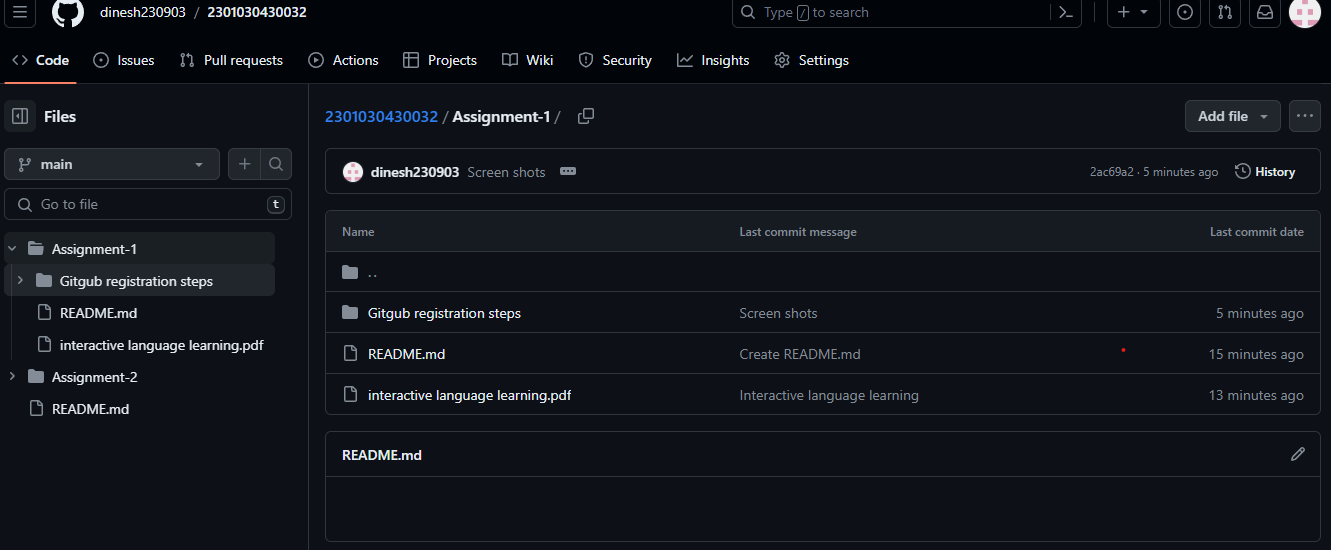 dinesh230903 / 2301030430032
Type / to search
Code Issues Pull requests Actions Projects Wiki Security Insights Settings
Files
2301030430032 / Assignment-1 /
Add file
main
dinesh230903 Screen shots
2ac69a2 · 5 minutes ago
History
Go to file
t
Name Last commit message Last commit date
Assignment-1
..
Gitgub registration steps
Gitgub registration steps Screen shots 5 minutes ago
README.md
README.md Create README.md 15 minutes ago
interactive language learning.pdf
interactive language learning.pdf Interactive language learning 13 minutes ago
Assignment-2
README.md
README.md